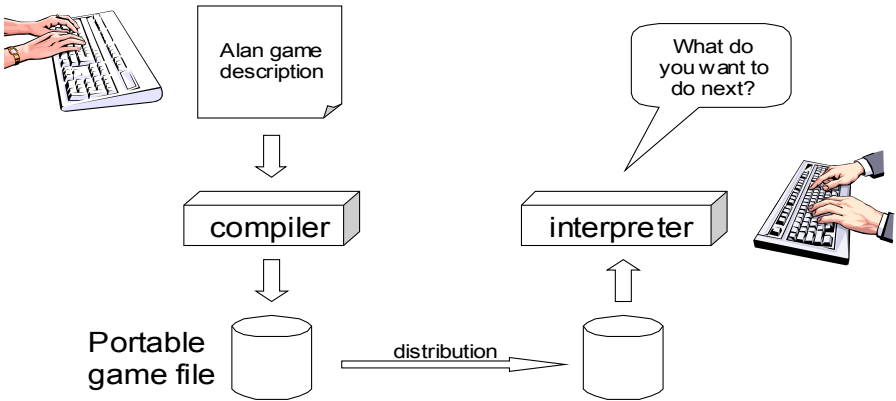 Alan game
description
What do
you want to
do next?
compiler
interpreter
Portable
game file
distribution